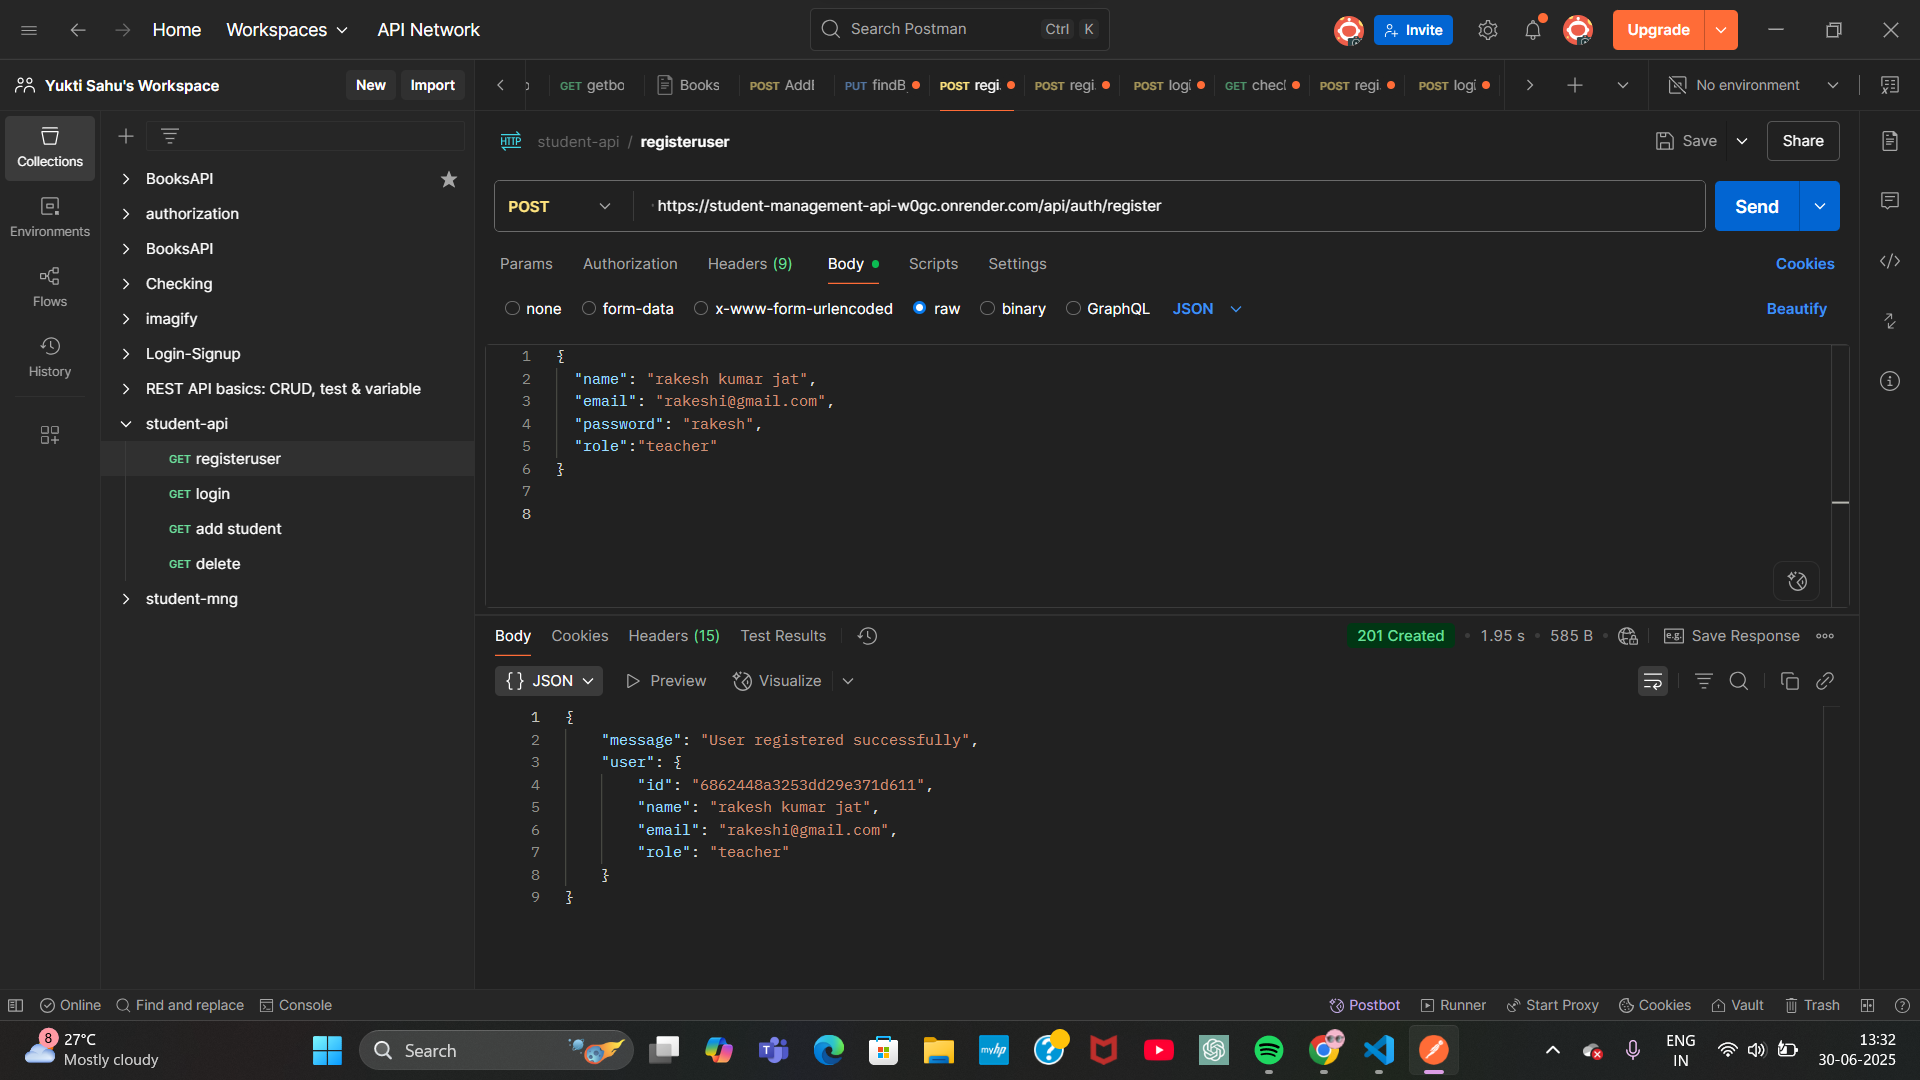 Home
Workspaces
API Network
Search Postman
Ctrl K
Invite
Upgrade
Yukti Sahu's Workspace
New
Import
GET getbo
Books
POST AddI
PUT findB
POST regi
POST regi
POST logi
GET checl
POST regi
POST logi
No environment
Collections
Environments
Flows
History
BooksAPI
authorization
BooksAPI
Checking
imagify
Login-Signup
REST API basics: CRUD, test & variable
student-api
GET registeruser
GET login
GET add student
GET delete
student-mng
HTTP student-api / registeruser
Save
Share
POST
https://student-management-api-w0gc.onrender.com/api/auth/register
Send
Params
Authorization
Headers (9)
Body
Scripts
Settings
Cookies
none
form-data
x-www-form-urlencoded
raw
binary
GraphQL
JSON
Beautify
1 {
2 "name": "rakesh kumar jat",
3 "email": "rakeshi@gmail.com",
4 "password": "rakesh",
5 "role":"teacher"
6 }
7
8
Body
Cookies
Headers (15)
Test Results
201 Created
1.95 s
585 B
e.g. Save Response
{} JSON
Preview
Visualize
1 {
2 "message": "User registered successfully",
3 "user": {
4 "id": "6862448a3253dd29e371d611",
5 "name": "rakesh kumar jat",
6 "email": "rakeshi@gmail.com",
7 "role": "teacher"
8 }
9 }
Online
Find and replace
Console
Postbot
Runner
Start Proxy
Cookies
Vault
Trash
8
27°C
Mostly cloudy
Search
myhp
ENG
IN
13:32
30-06-2025